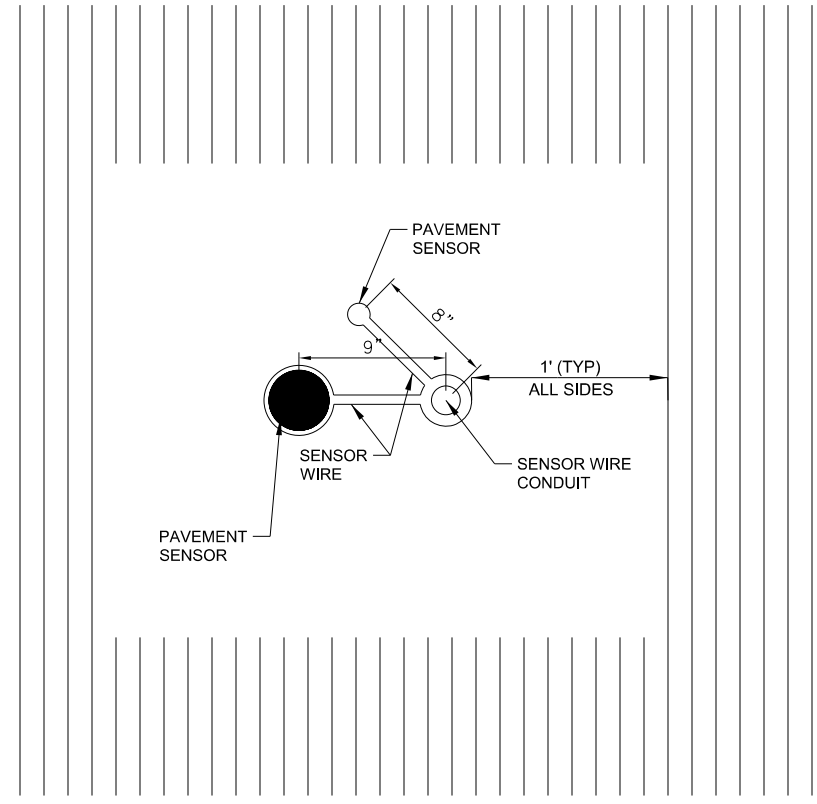 PAVEMENT
SENSOR
8"
9"
1' (TYP)
ALL SIDES
SENSOR
WIRE
SENSOR WIRE
CONDUIT
PAVEMENT
SENSOR